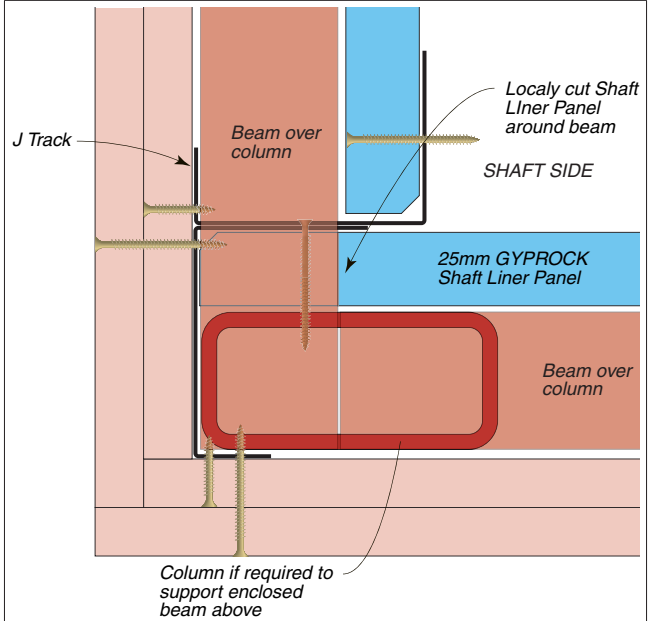 J Track
Beam over
column
Localy cut Shaft
LIner Panel
around beam
SHAFT SIDE
25mm GYPROCK
Shaft Liner Panel
Beam over
column
Column if required to
support enclosed
beam above